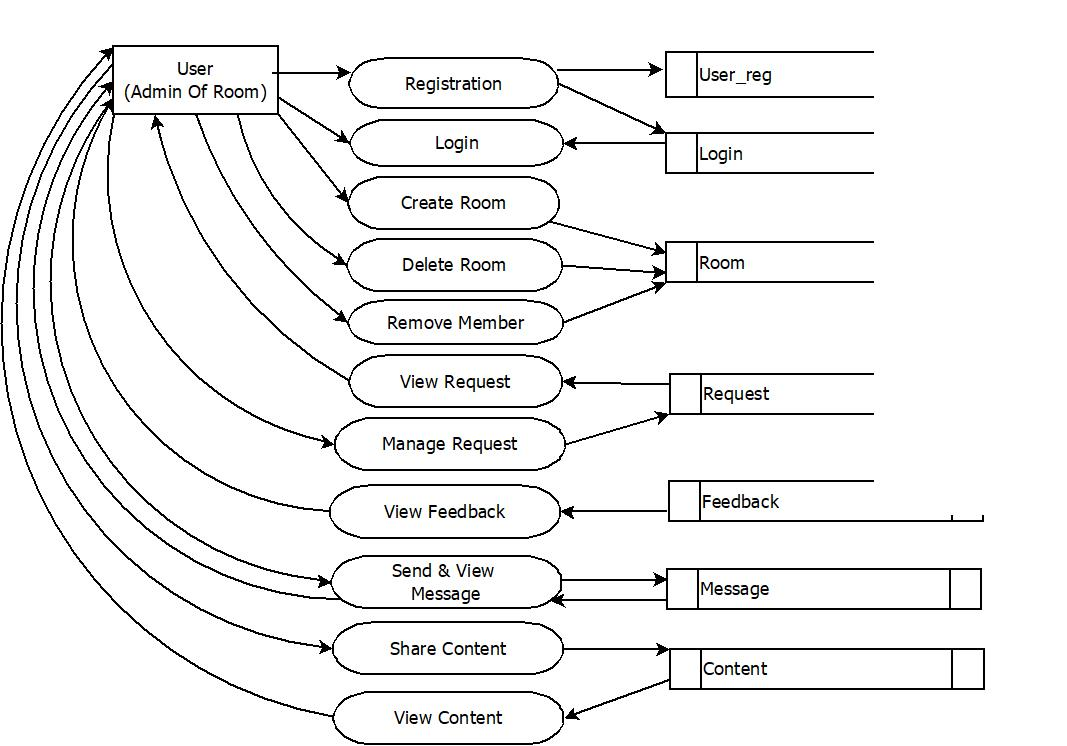 User
(Admin Of Room)
Registration
User_reg
Login
Login
Create Room
Delete Room
Room
Remove Member
View Request
Request
Manage Request
View Feedback
Feedback
Send & View
Message
Message
Share Content
Content
View Content